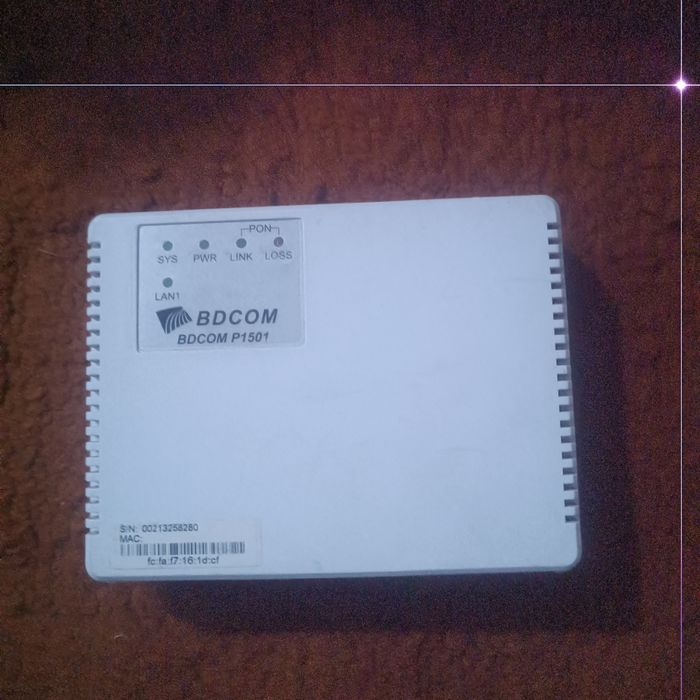 PON
SYS PWR LINK LOSS
LAN1
BDCOM
BDCOM P1501
S/N: 00213258280
MAC:
fc:fa:f7:16:1d:cf